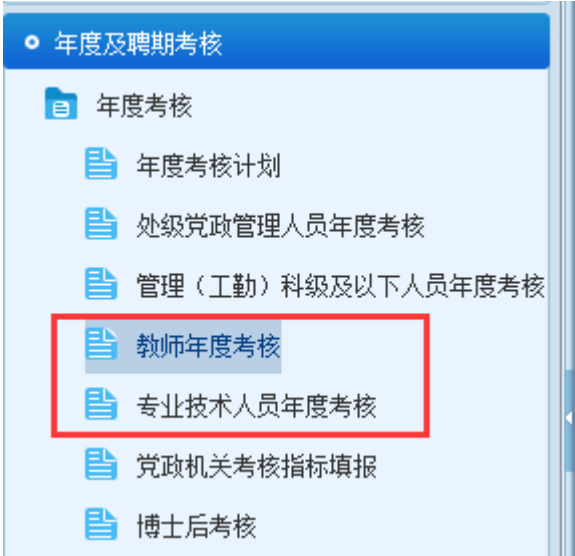 年度及聘期考核
年度考核
年度考核计划
处级党政管理人员年度考核
管理（工勤）科级及以下人员年度考核
教师年度考核
专业技术人员年度考核
党政机关考核指标填报
博士后考核